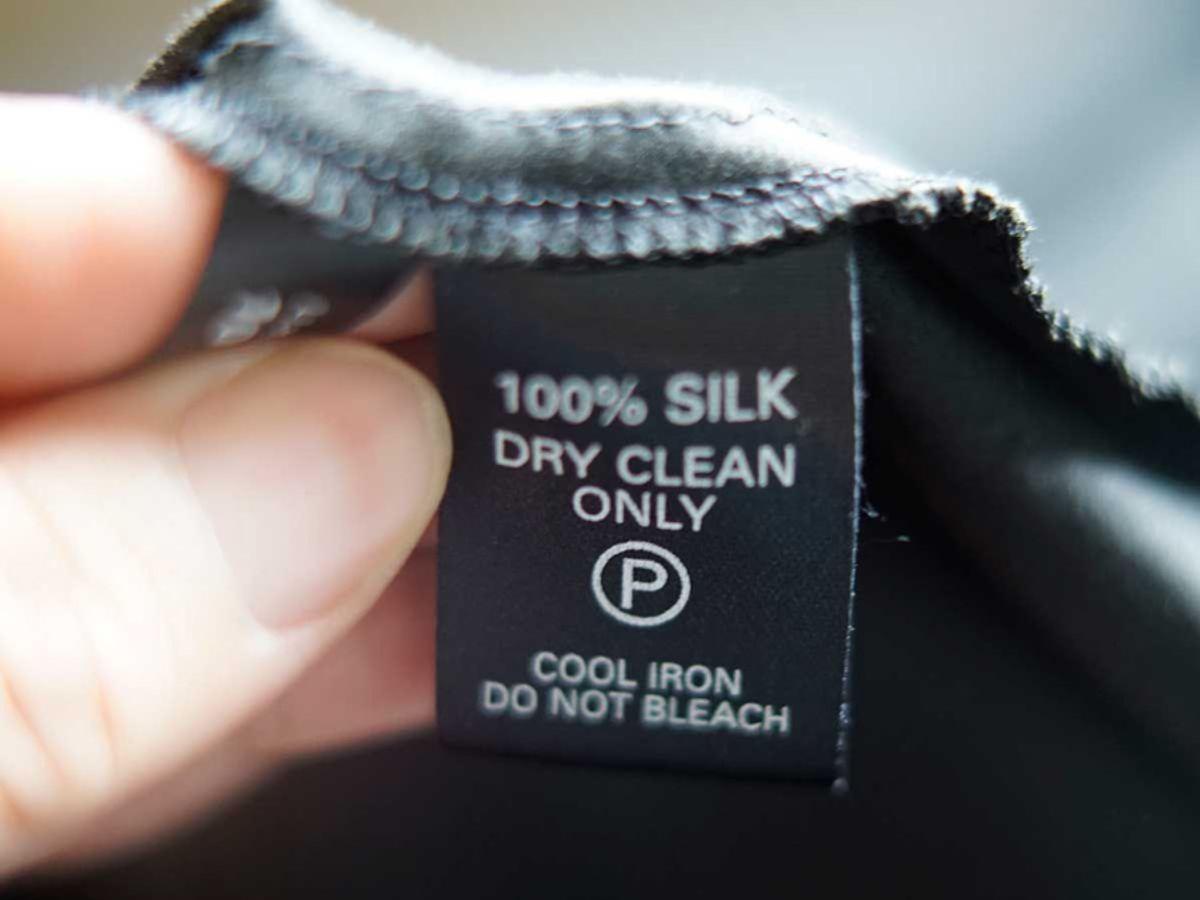 100% SILK
DRY CLEAN
ONLY
P
COOL IRON
DO NOT BLEACH